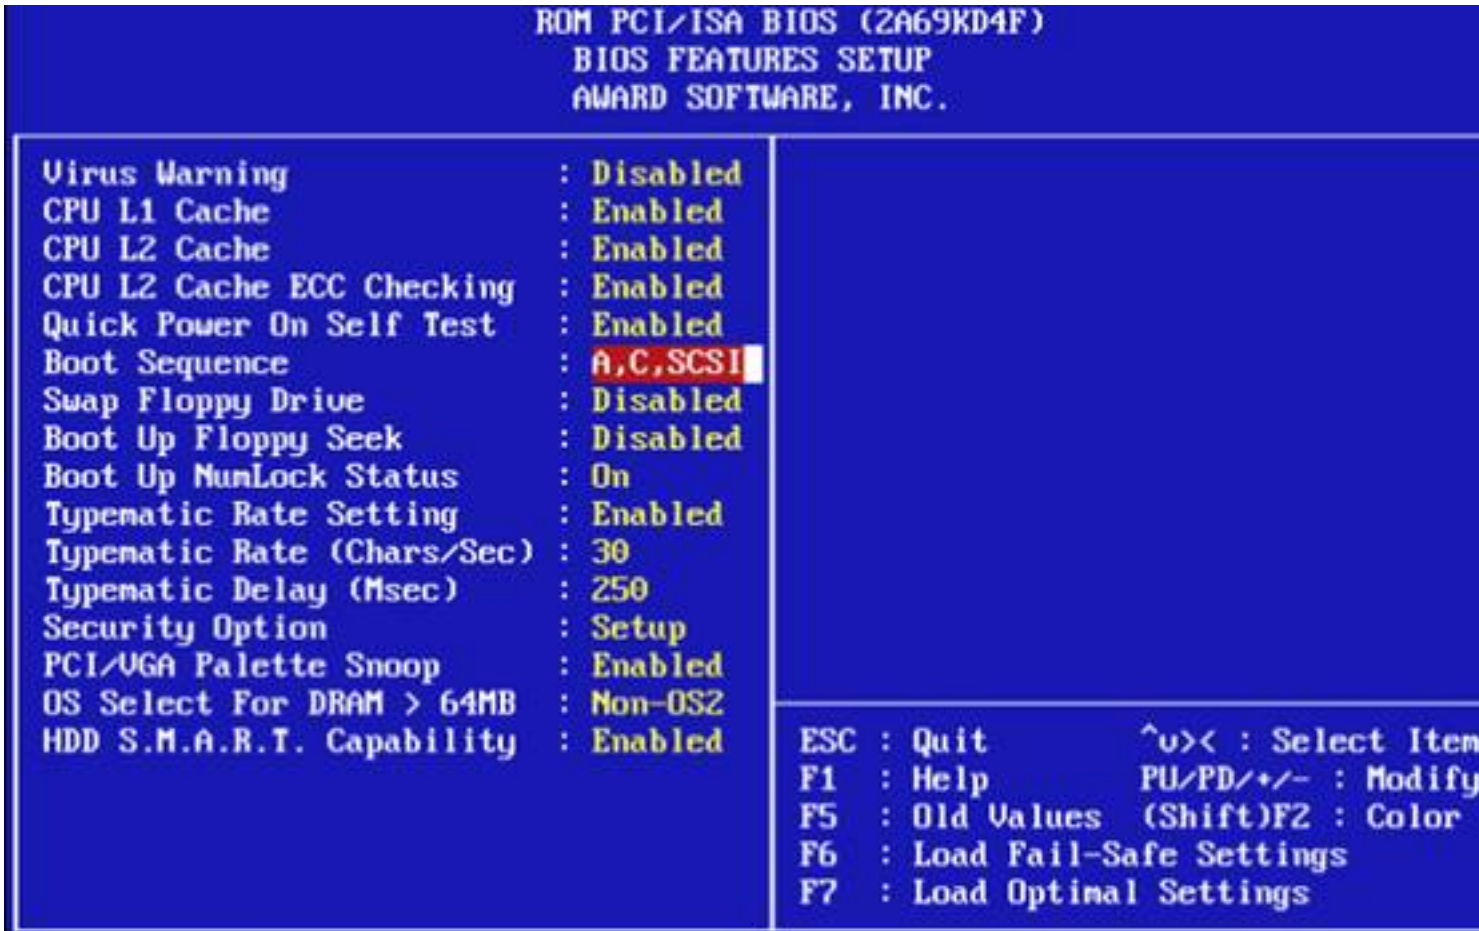 ROM PCI/ISA BIOS (2A69KD4F)
BIOS FEATURES SETUP
AWARD SOFTWARE, INC.
Virus Warning : Disabled
CPU L1 Cache : Enabled
CPU L2 Cache : Enabled
CPU L2 Cache ECC Checking : Enabled
Quick Power On Self Test : Enabled
Boot Sequence : A,C,SCSI
Swap Floppy Drive : Disabled
Boot Up Floppy Seek : Disabled
Boot Up NumLock Status : On
Typematic Rate Setting : Enabled
Typematic Rate (Chars/Sec) : 30
Typematic Delay (Msec) : 250
Security Option : Setup
PCI/VGA Palette Snoop : Enabled
OS Select For DRAM > 64MB : Non-OS2
HDD S.M.A.R.T. Capability : Enabled
ESC : Quit ^v>< : Select Item
F1 : Help PU/PD/+/- : Modify
F5 : Old Values (Shift)F2 : Color
F6 : Load Fail-Safe Settings
F7 : Load Optimal Settings